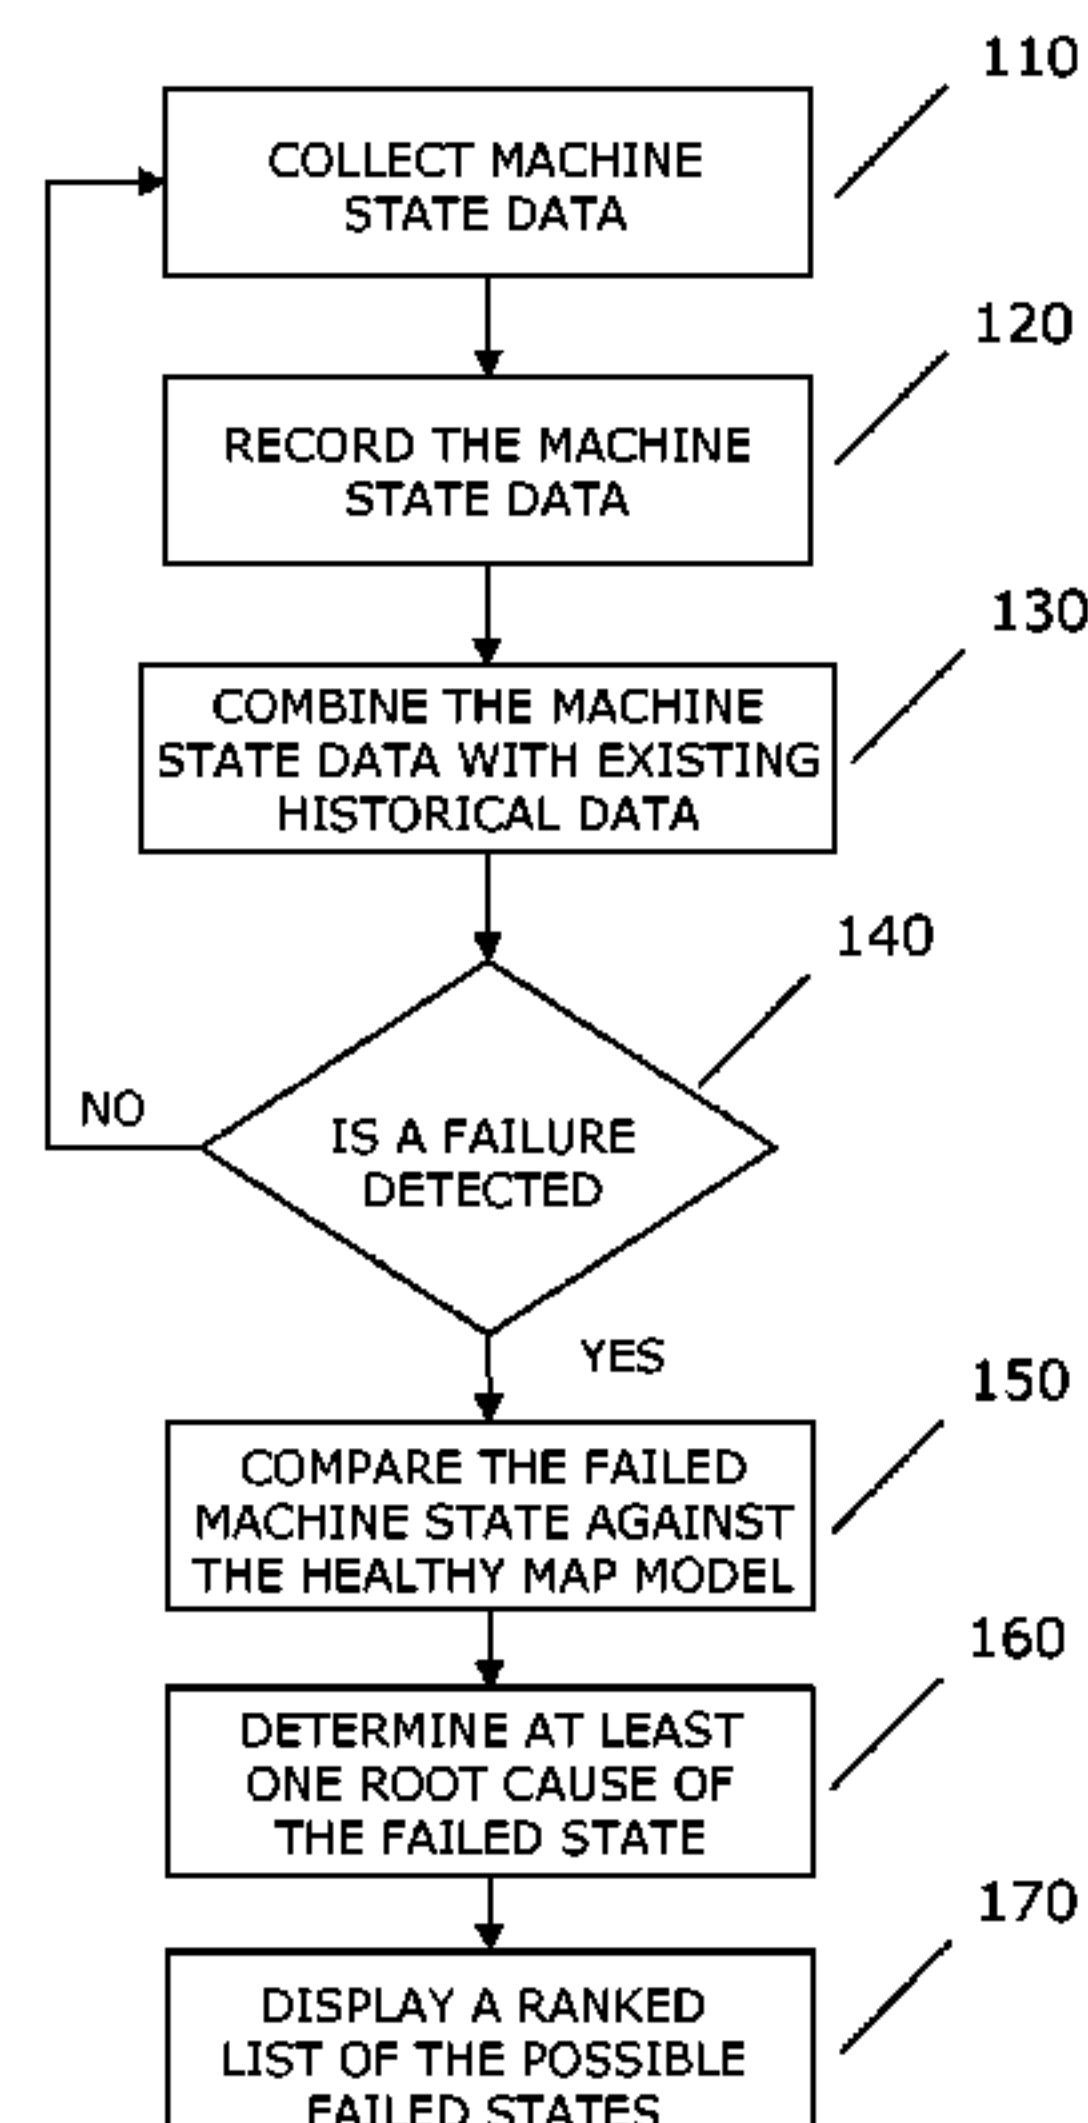 110
COLLECT MACHINE
STATE DATA
120
RECORD THE MACHINE
STATE DATA
130
COMBINE THE MACHINE
STATE DATA WITH EXISTING
HISTORICAL DATA
140
NO
IS A FAILURE
DETECTED
YES
150
COMPARE THE FAILED
MACHINE STATE AGAINST
THE HEALTHY MAP MODEL
160
DETERMINE AT LEAST
ONE ROOT CAUSE OF
THE FAILED STATE
170
DISPLAY A RANKED
LIST OF THE POSSIBLE
FAILED STATES